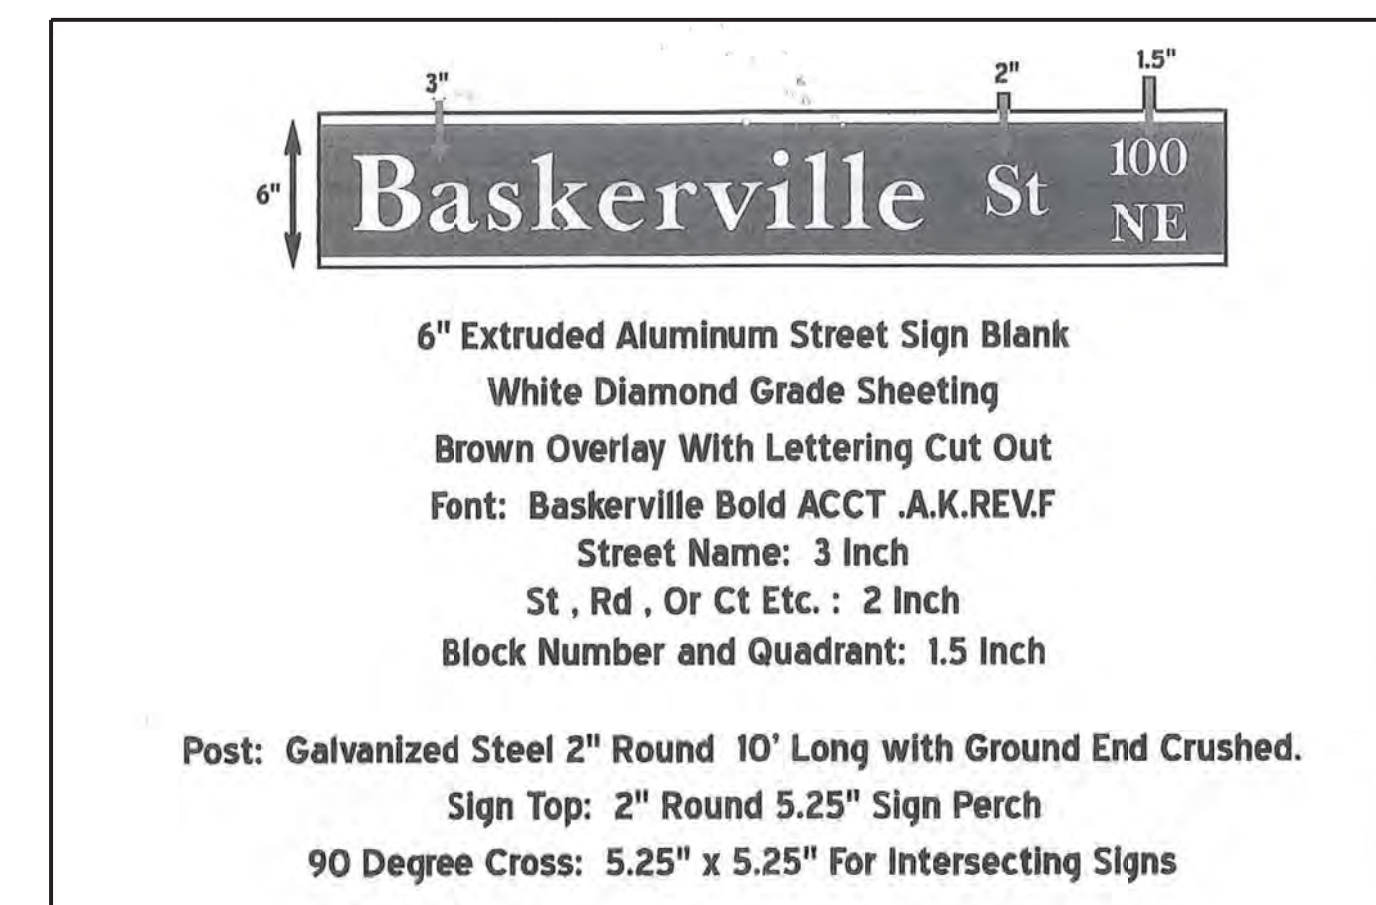 3" 2" 1.5"
6" Baskerville St 100 NE
6" Extruded Aluminum Street Sign Blank
White Diamond Grade Sheeting
Brown Overlay With Lettering Cut Out
Font: Baskerville Bold ACCT .A.K.REV.F
Street Name: 3 Inch
St , Rd , Or Ct Etc. : 2 Inch
Block Number and Quadrant: 1.5 Inch
Post: Galvanized Steel 2" Round 10' Long with Ground End Crushed.
Sign Top: 2" Round 5.25" Sign Perch
90 Degree Cross: 5.25" x 5.25" For Intersecting Signs